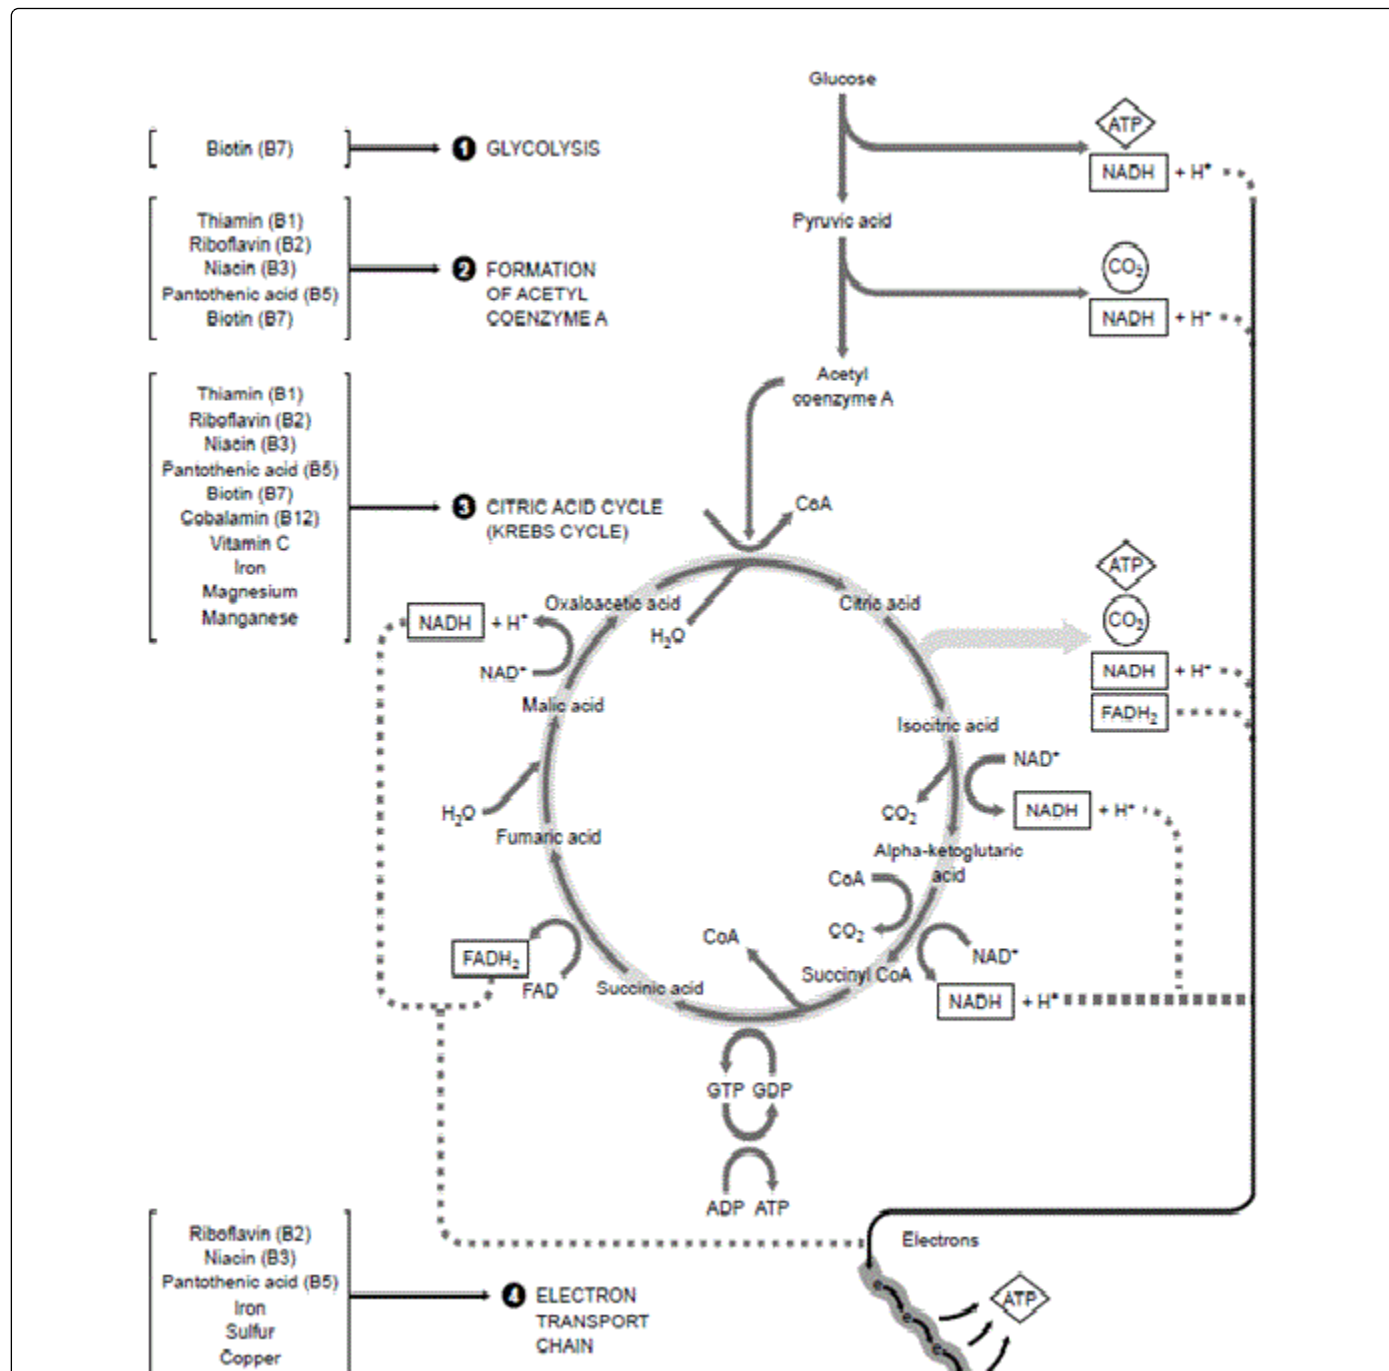 Glucose
ATP
NADH + H⁺
Biotin (B7)
1 GLYCOLYSIS
Pyruvic acid
Thiamin (B1)
Riboflavin (B2)
Niacin (B3)
Pantothenic acid (B5)
Biotin (B7)
2 FORMATION
OF ACETYL
COENZYME A
CO₂
NADH + H⁺
Acetyl
coenzyme A
Thiamin (B1)
Riboflavin (B2)
Niacin (B3)
Pantothenic acid (B5)
Biotin (B7)
Cobalamin (B12)
Vitamin C
Iron
Magnesium
Manganese
3 CITRIC ACID CYCLE
(KREBS CYCLE)
CoA
ATP
CO₂
NADH + H⁺
FADH₂
Oxaloacetic acid
Citric acid
H₂O
NADH + H⁺
NAD⁺
Malic acid
Isocitric acid
NAD⁺
CO₂
NADH + H⁺
H₂O
Fumaric acid
Alpha-ketoglutaric
acid
CoA
CO₂
CoA
NAD⁺
FADH₂
FAD
Succinic acid
Succinyl CoA
NADH + H⁺
GTP GDP
ADP ATP
Electrons
Riboflavin (B2)
Niacin (B3)
Pantothenic acid (B5)
Iron
Sulfur
Copper
4 ELECTRON
TRANSPORT
CHAIN
ATP
e
e
e